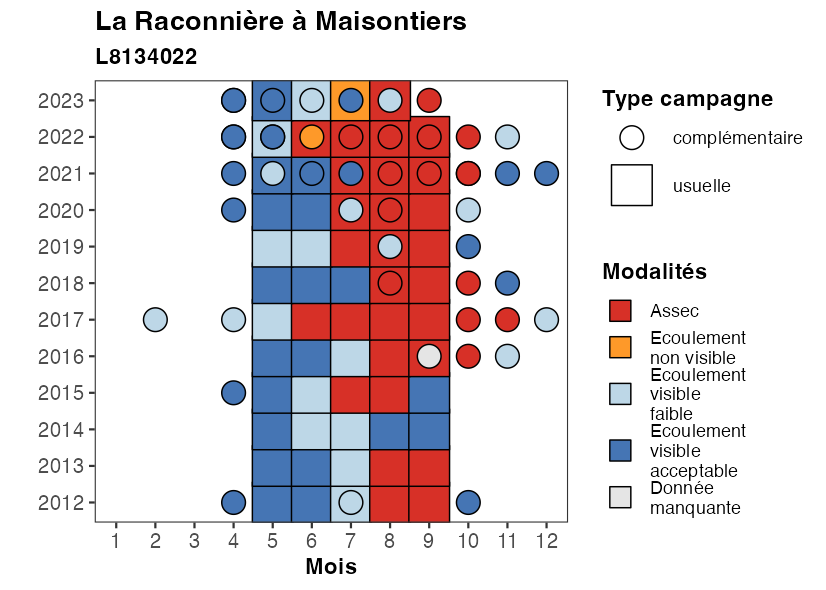 La Raconnière à Maisontiers
L8134022
2023
2022
2021
2020
2019
2018
2017
2016
2015
2014
2013
2012
1 2 3 4 5 6 7 8 9 10 11 12
Mois
Type campagne
complémentaire
usuelle
Modalités
Assec
Ecoulement
non visible
Ecoulement
visible
faible
Ecoulement
visible
acceptable
Donnée
manquante